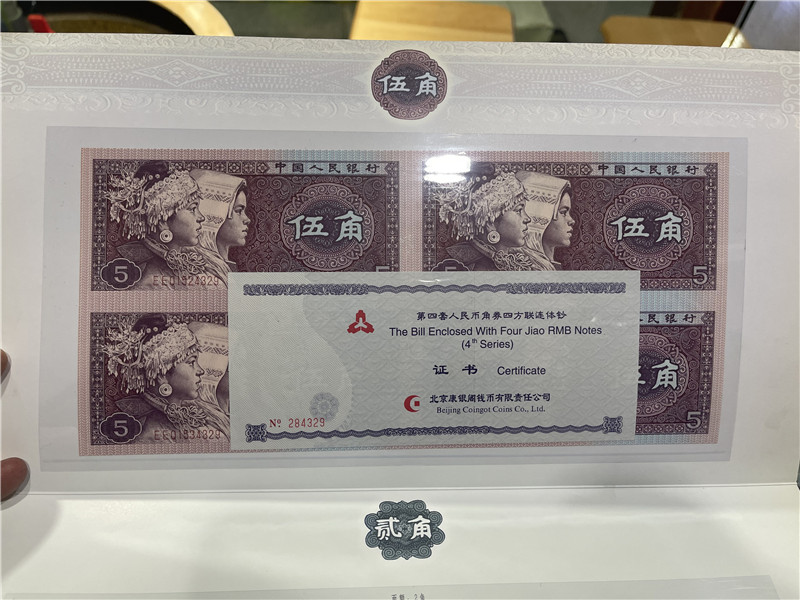 伍角
中国人民银行
伍角
5
5
EE01924329
中国人民银行
伍角
5
5
EE01934329
伍角
5
第四套人民币角券四方联连体钞
The Bill Enclosed With Four Jiao RMB Notes
(4th Series)
证书 Certificate
北京康银阁钱币有限责任公司
Beijing Coingot Coins Co., Ltd.
№ 284329
贰角